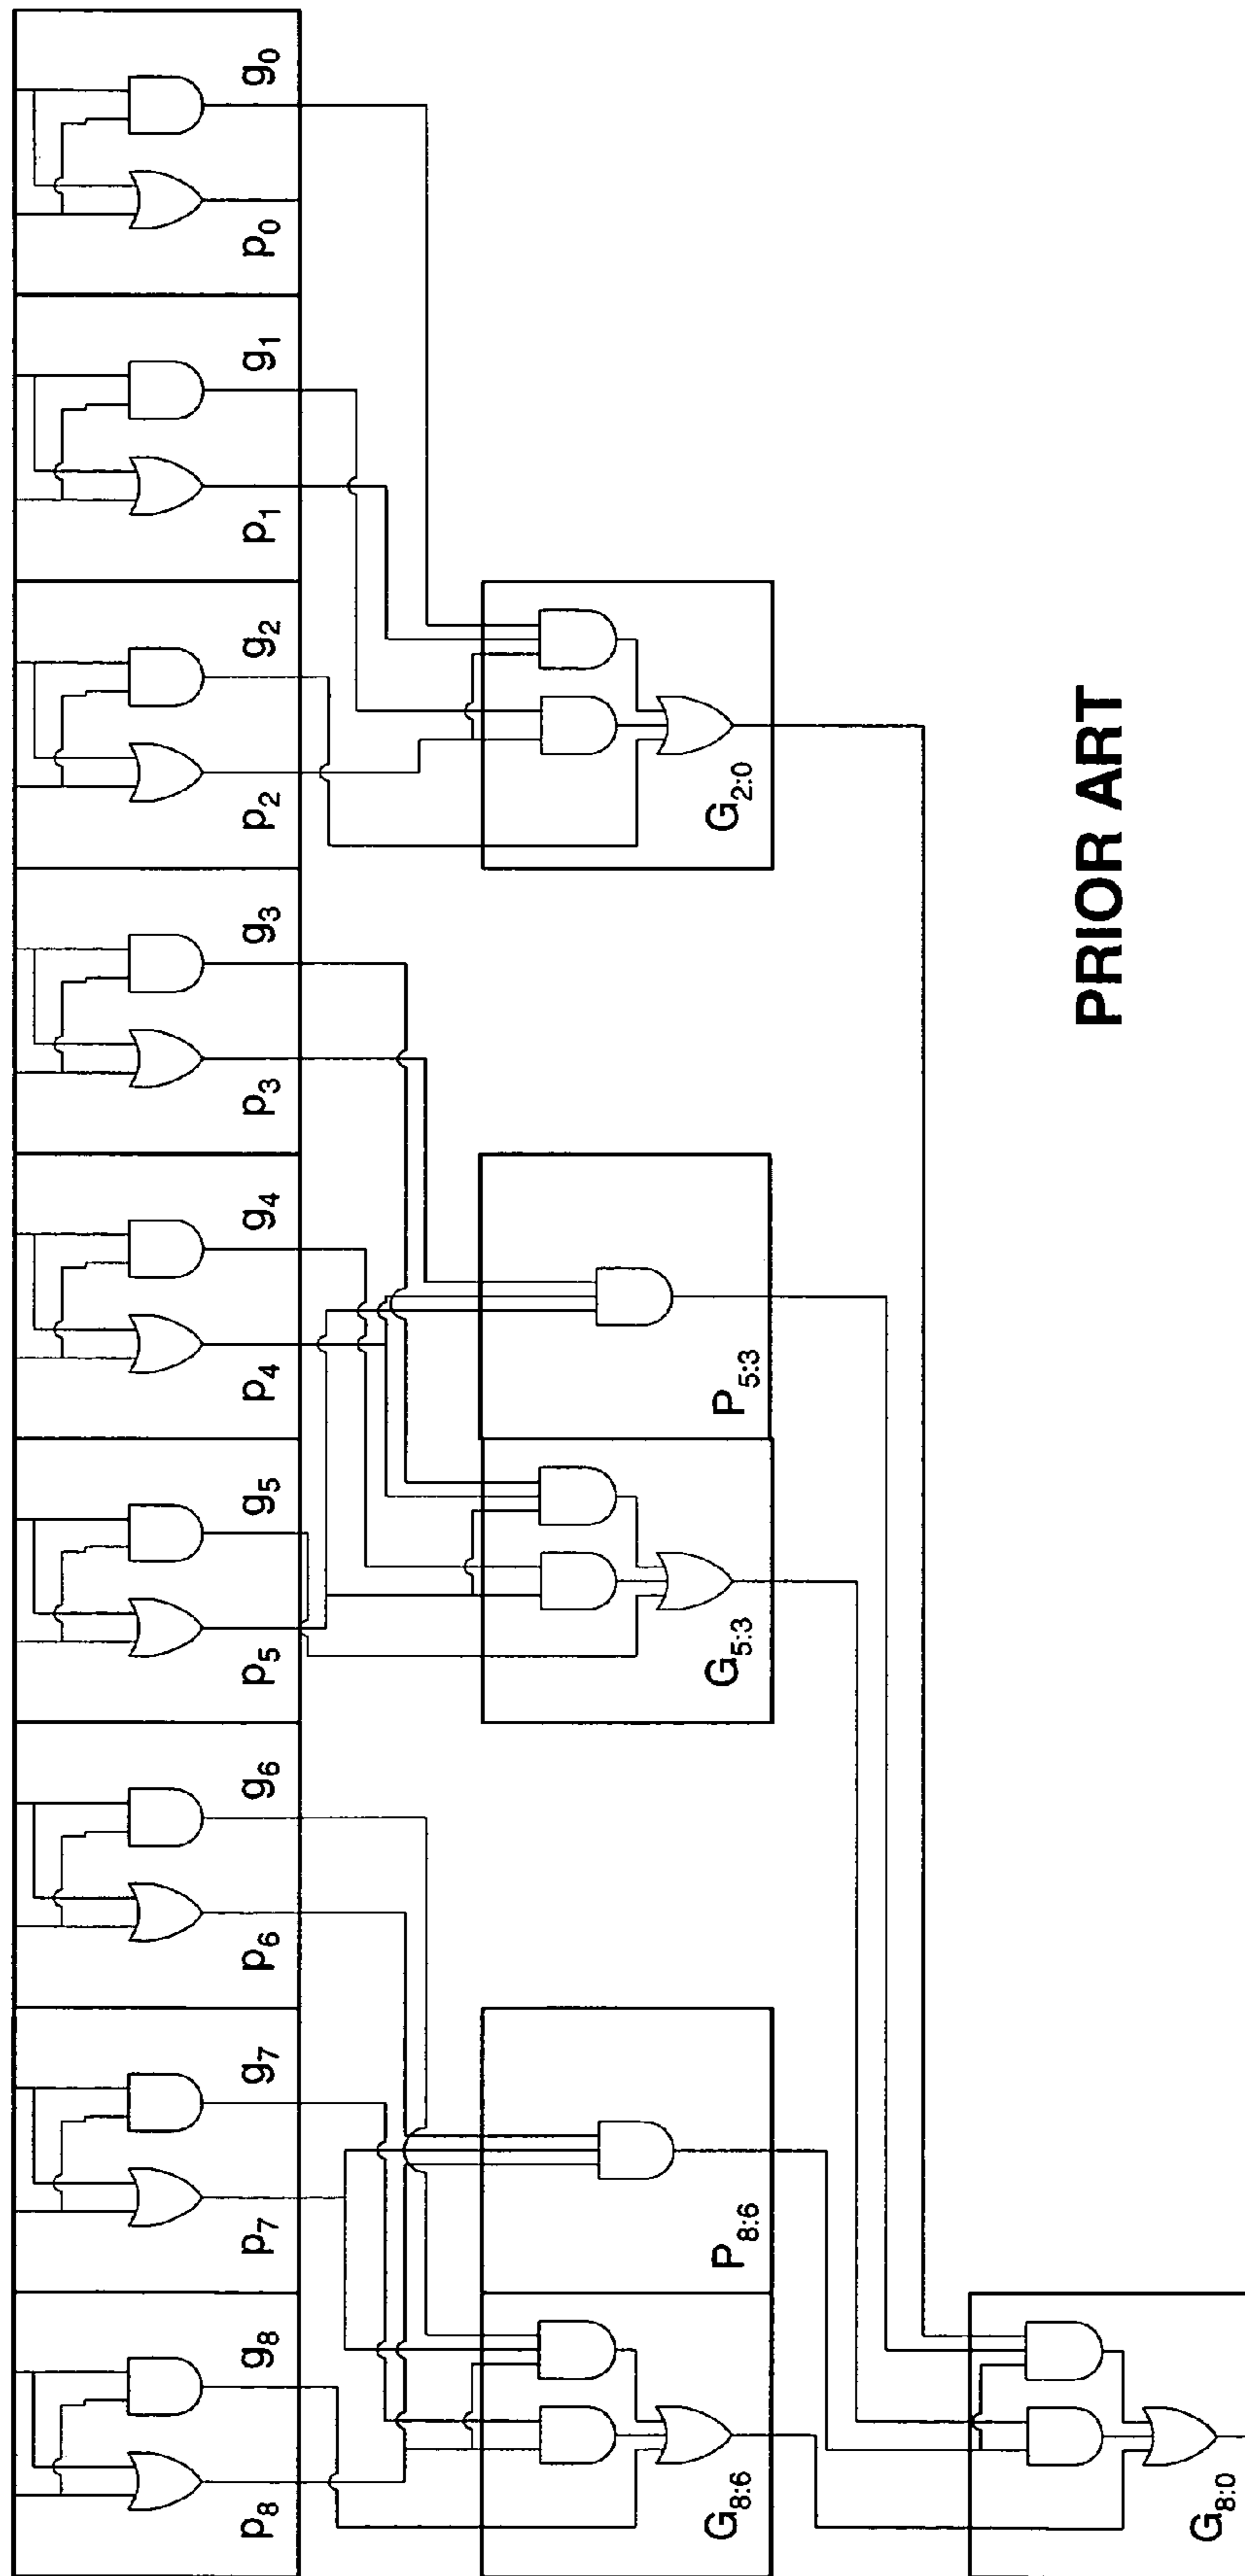 p₈ g₈ p₇ g₇ p₆ g₆ p₅ g₅ p₄ g₄ p₃ g₃ p₂ g₂ p₁ g₁ p₀ g₀
G₈:₆ P₈:₆ G₅:₃ P₅:₃ G₂:₀
G₈:₀
PRIOR ART